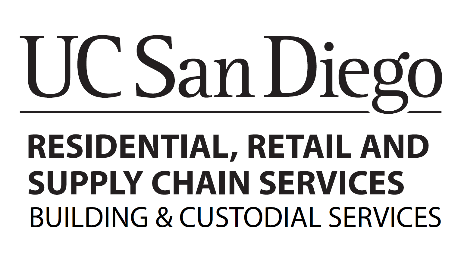 UC San Diego
RESIDENTIAL, RETAIL AND
SUPPLY CHAIN SERVICES
BUILDING & CUSTODIAL SERVICES